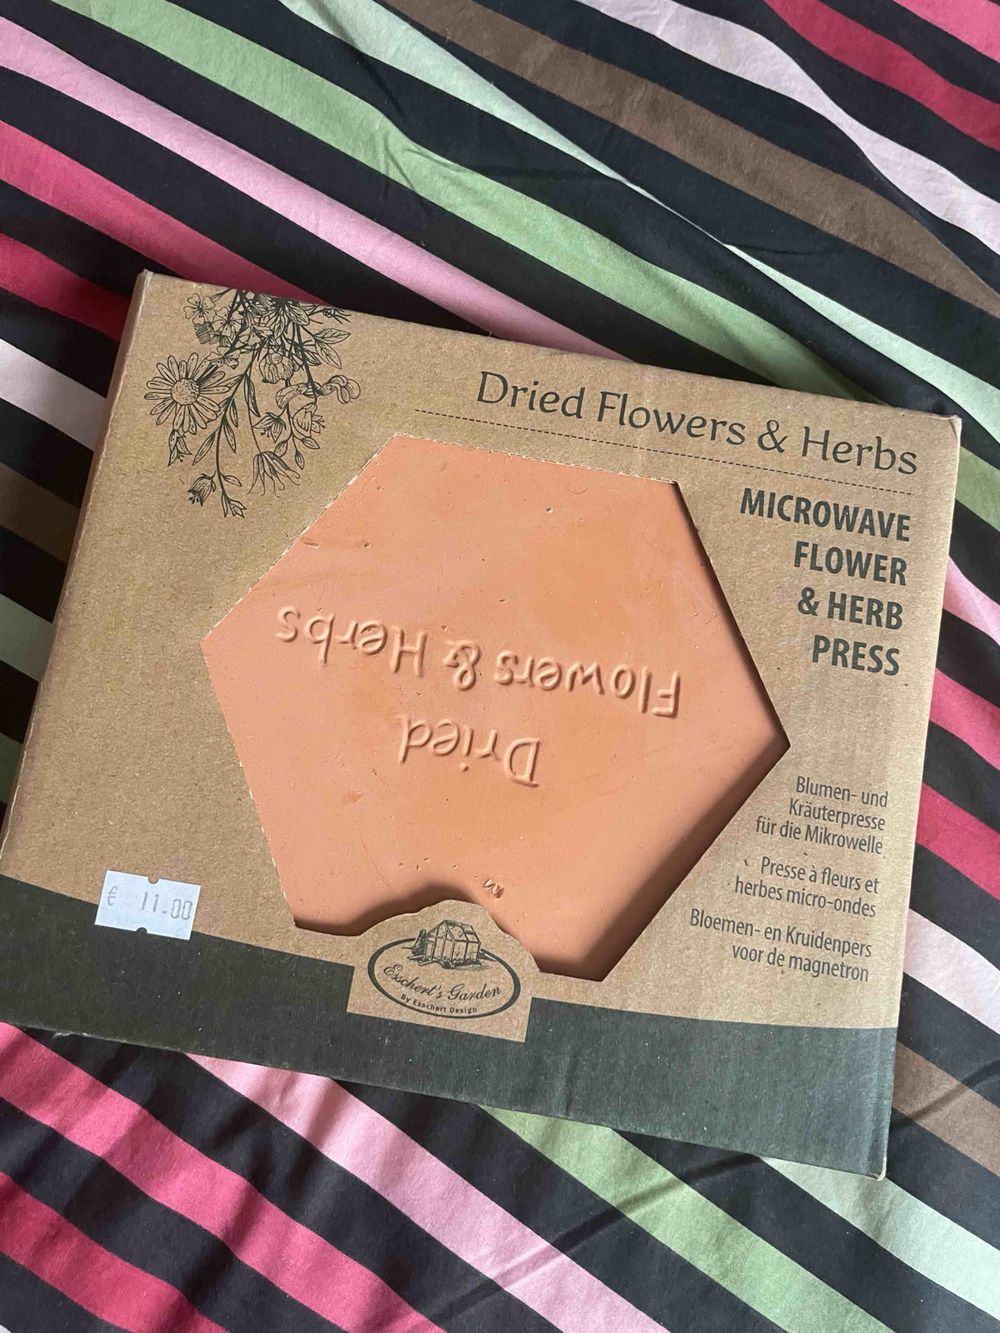 Dried Flowers & Herbs
MICROWAVE
FLOWER
& HERB
PRESS
Dried
Flowers & Herbs
Blumen- und
Kräuterpresse
für die Mikrowelle
Presse à fleurs et
herbes micro-ondes
Bloemen- en Kruidenpers
voor de magnetron
€ 11.00
Esschert's Garden
By Esschert Design